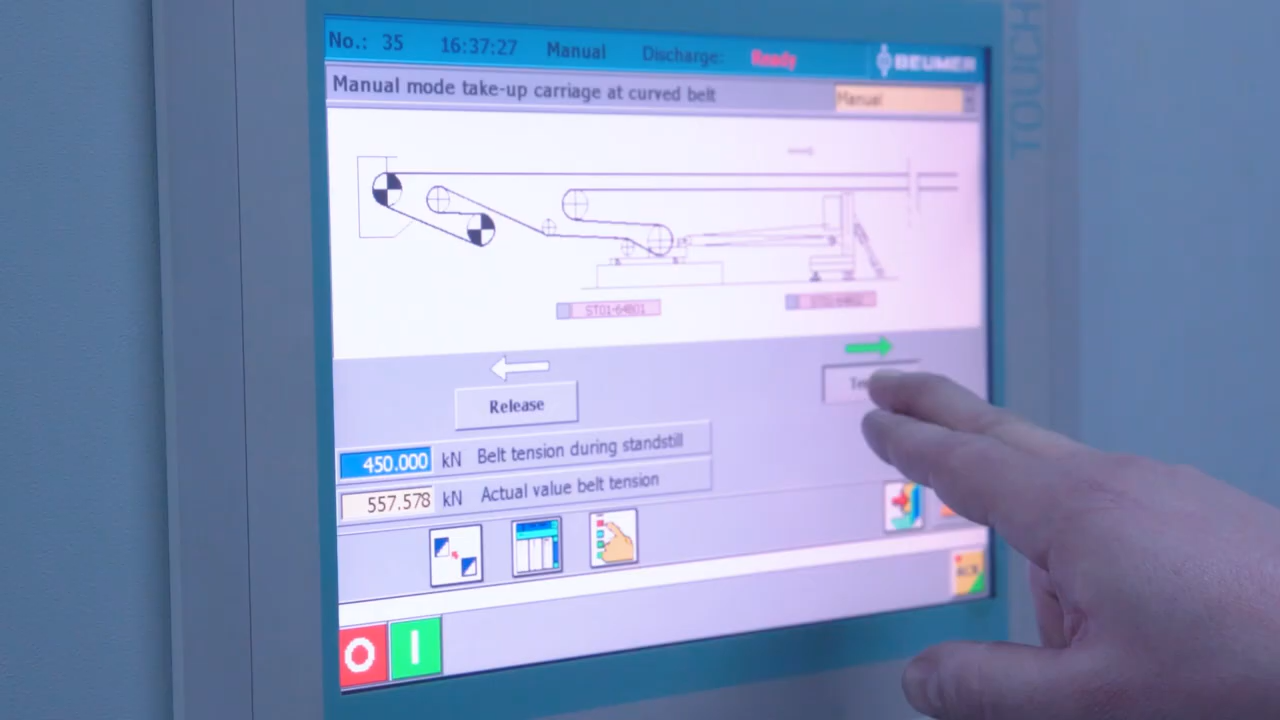 No.: 35 16:37:27 Manual Discharge: Ready BEUMER
Manual mode take-up carriage at curved belt Manual
TOUCH
ST01-64B01
Release
450.000 kN Belt tension during standstill
557.578 kN Actual value belt tension